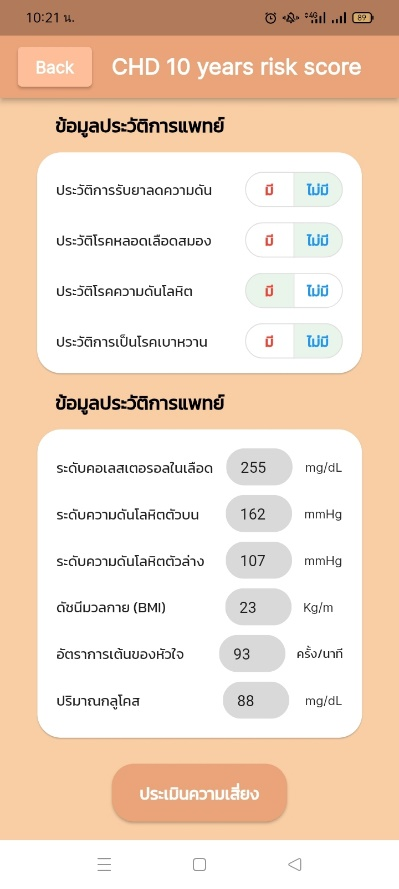 10:21 น. 4G 89
Back CHD 10 years risk score
ข้อมูลประวัติการแพทย์
ประวัติการรับยาลดความดัน มี ไม่มี
ประวัติโรคหลอดเลือดสมอง มี ไม่มี
ประวัติโรคความดันโลหิต มี ไม่มี
ประวัติการเป็นโรคเบาหวาน มี ไม่มี
ข้อมูลประวัติการแพทย์
ระดับคอเลสเตอรอลในเลือด 255 mg/dL
ระดับความดันโลหิตตัวบน 162 mmHg
ระดับความดันโลหิตตัวล่าง 107 mmHg
ดัชนีมวลกาย (BMI) 23 Kg/m
อัตราการเต้นของหัวใจ 93 ครั้ง/นาที
ปริมาณกลูโคส 88 mg/dL
ประเมินความเสี่ยง